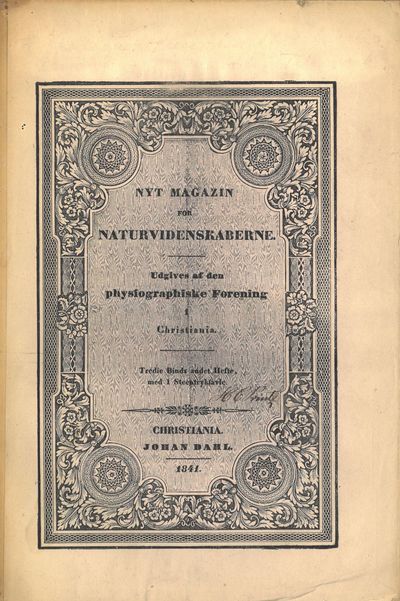 NYT MAGAZIN
FOR
NATURVIDENSKABERNE.
Udgives af den
physiographiske Forening
i
Christiania.
Tredie Binds andet Hefte,
med 1 Steentryktavle.
CHRISTIANIA.
JOHAN DAHL.
1841.